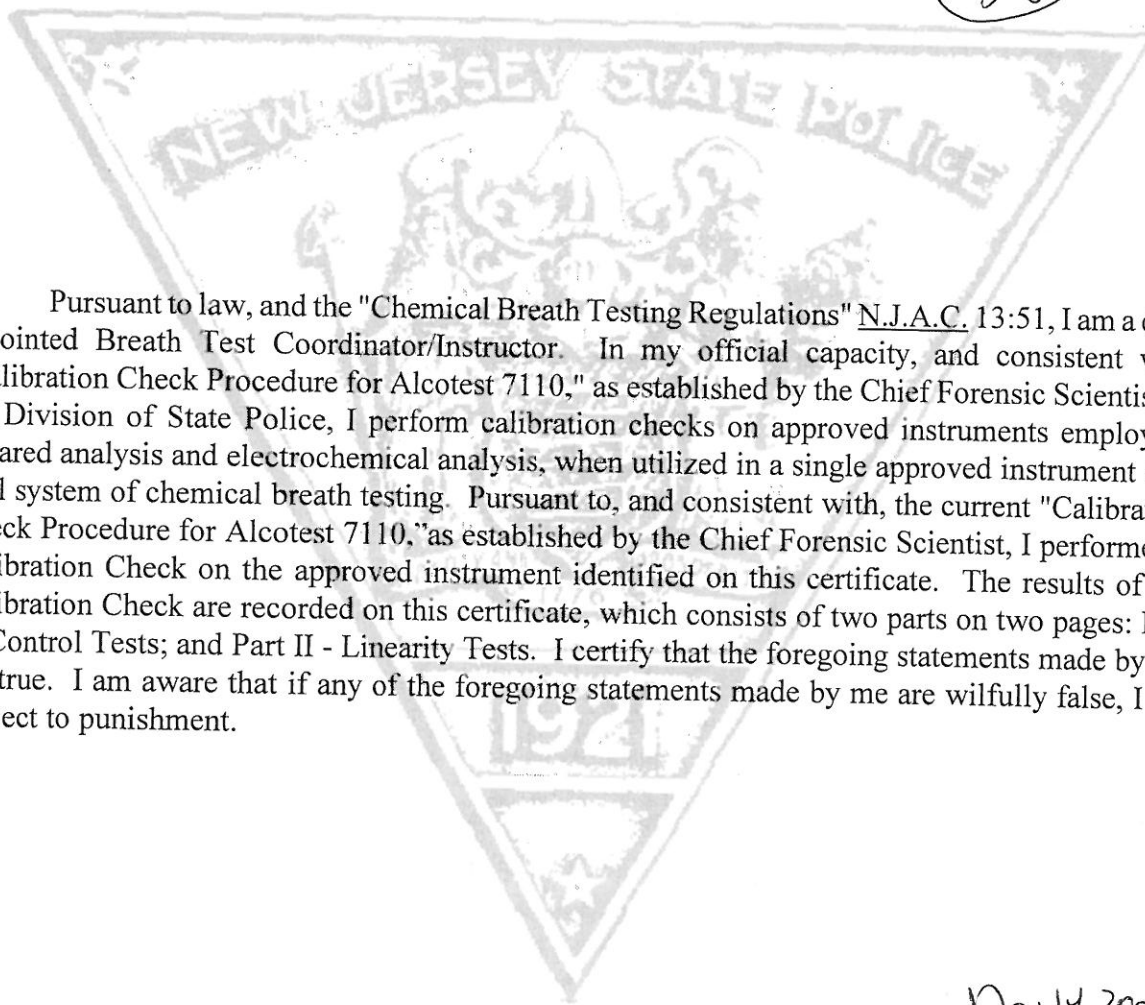 NEW JERSEY STATE POLICE
Pursuant to law, and the "Chemical Breath Testing Regulations" N.J.A.C. 13:51, I am a
ointed Breath Test Coordinator/Instructor. In my official capacity, and consistent
libration Check Procedure for Alcotest 7110," as established by the Chief Forensic Scientis
Division of State Police, I perform calibration checks on approved instruments employ
ared analysis and electrochemical analysis, when utilized in a single approved instrument
l system of chemical breath testing. Pursuant to, and consistent with, the current "Calibra
eck Procedure for Alcotest 7110,"as established by the Chief Forensic Scientist, I performe
ibration Check on the approved instrument identified on this certificate. The results of
ibration Check are recorded on this certificate, which consists of two parts on two pages:
Control Tests; and Part II - Linearity Tests. I certify that the foregoing statements made by
true. I am aware that if any of the foregoing statements made by me are wilfully false, I
ect to punishment.
1921